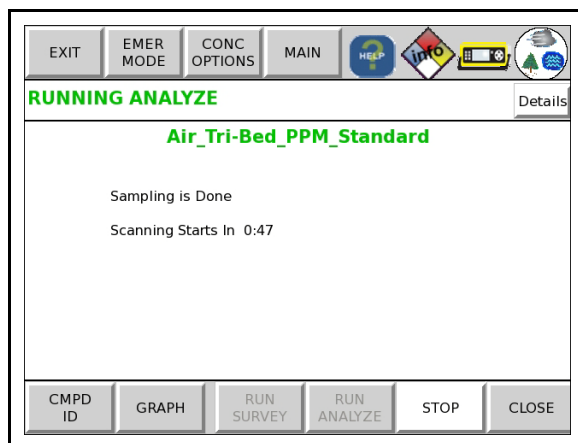 EXIT
EMER
MODE
CONC
OPTIONS
MAIN
HELP
info
RUNNING ANALYZE
Details
Air_Tri-Bed_PPM_Standard
Sampling is Done
Scanning Starts In 0:47
CMPD
ID
GRAPH
RUN
SURVEY
RUN
ANALYZE
STOP
CLOSE